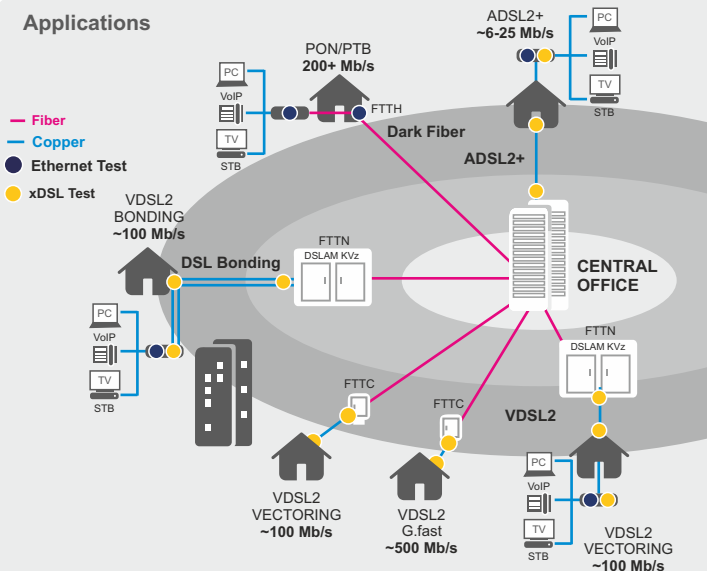 Applications
ADSL2+
~6-25 Mb/s
PC
VoIP
TV
STB
PON/PTB
200+ Mb/s
PC
VoIP
TV
STB
FTTH
Fiber
Copper
Ethernet Test
xDSL Test
Dark Fiber
ADSL2+
VDSL2
BONDING
~100 Mb/s
DSL Bonding
FTTN
DSLAM KVz
CENTRAL
OFFICE
PC
VoIP
TV
STB
FTTN
DSLAM KVz
FTTC
FTTC
VDSL2
VDSL2
VECTORING
~100 Mb/s
VDSL2
G.fast
~500 Mb/s
PC
VoIP
TV
STB
VDSL2
VECTORING
~100 Mb/s